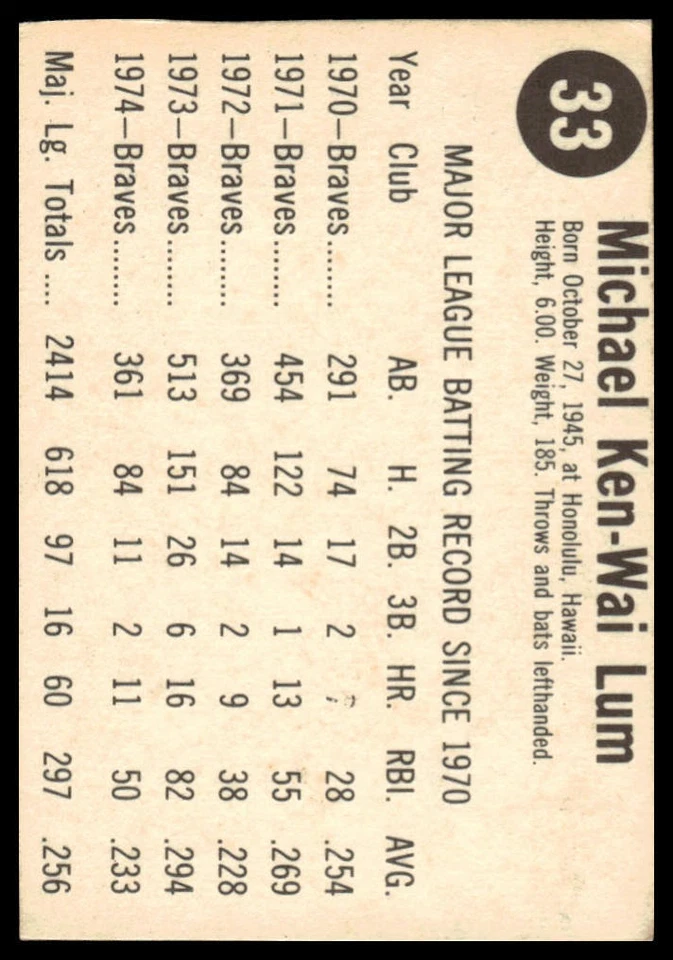 33
Michael Ken-Wai Lum
Born October 27, 1945, at Honolulu, Hawaii.
Height, 6.00. Weight, 185. Throws and bats lefthanded.
MAJOR LEAGUE BATTING RECORD SINCE 1970
Year Club AB. H. 2B. 3B. HR. RBI. AVG.
1970—Braves........ 291 74 17 2 28 .254
1971—Braves........ 454 122 14 1 13 55 .269
1972—Braves........ 369 84 14 2 9 38 .228
1973—Braves........ 513 151 26 6 16 82 .294
1974—Braves........ 361 84 11 2 11 50 .233
Maj. Lg. Totals .... 2414 618 97 16 60 297 .256